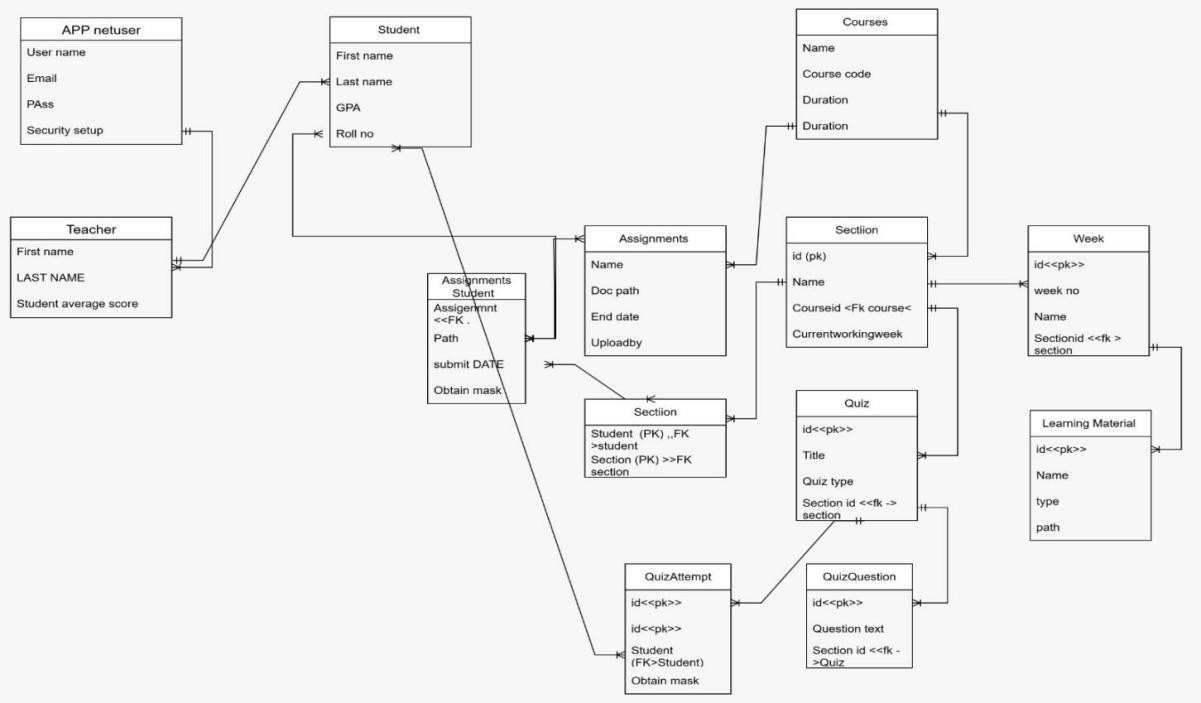 APP netuser
User name
Email
PAss
Security setup
Student
First name
Last name
GPA
Roll no
Courses
Name
Course code
Duration
Duration
Teacher
First name
LAST NAME
Student average score
Assignments
Student
Assigenmnt
<<FK .
Path
submit DATE
Obtain mask
Assignments
Name
Doc path
End date
Uploadby
Sectiion
id (pk)
Name
Courseid <Fk course<
Currentworkingweek
Week
id<<pk>>
week no
Name
Sectionid <<fk >
section
Sectiion
Student  (PK) ,,FK
>student
Section (PK) >>FK
section
Quiz
id<<pk>>
Title
Quiz type
Section id <<fk ->
section
Learning Material
id<<pk>>
Name
type
path
QuizAttempt
id<<pk>>
id<<pk>>
Student
(FK>Student)
Obtain mask
QuizQuestion
id<<pk>>
Question text
Section id <<fk -
>Quiz